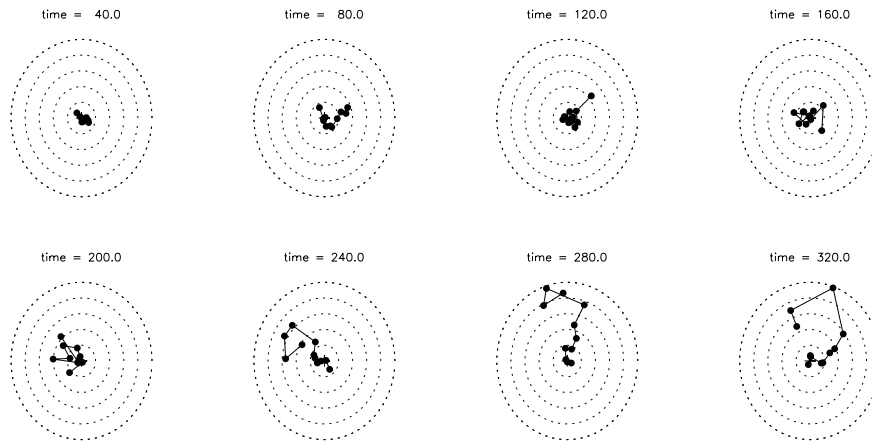 time = 40.0
time = 80.0
time = 120.0
time = 160.0
time = 200.0
time = 240.0
time = 280.0
time = 320.0